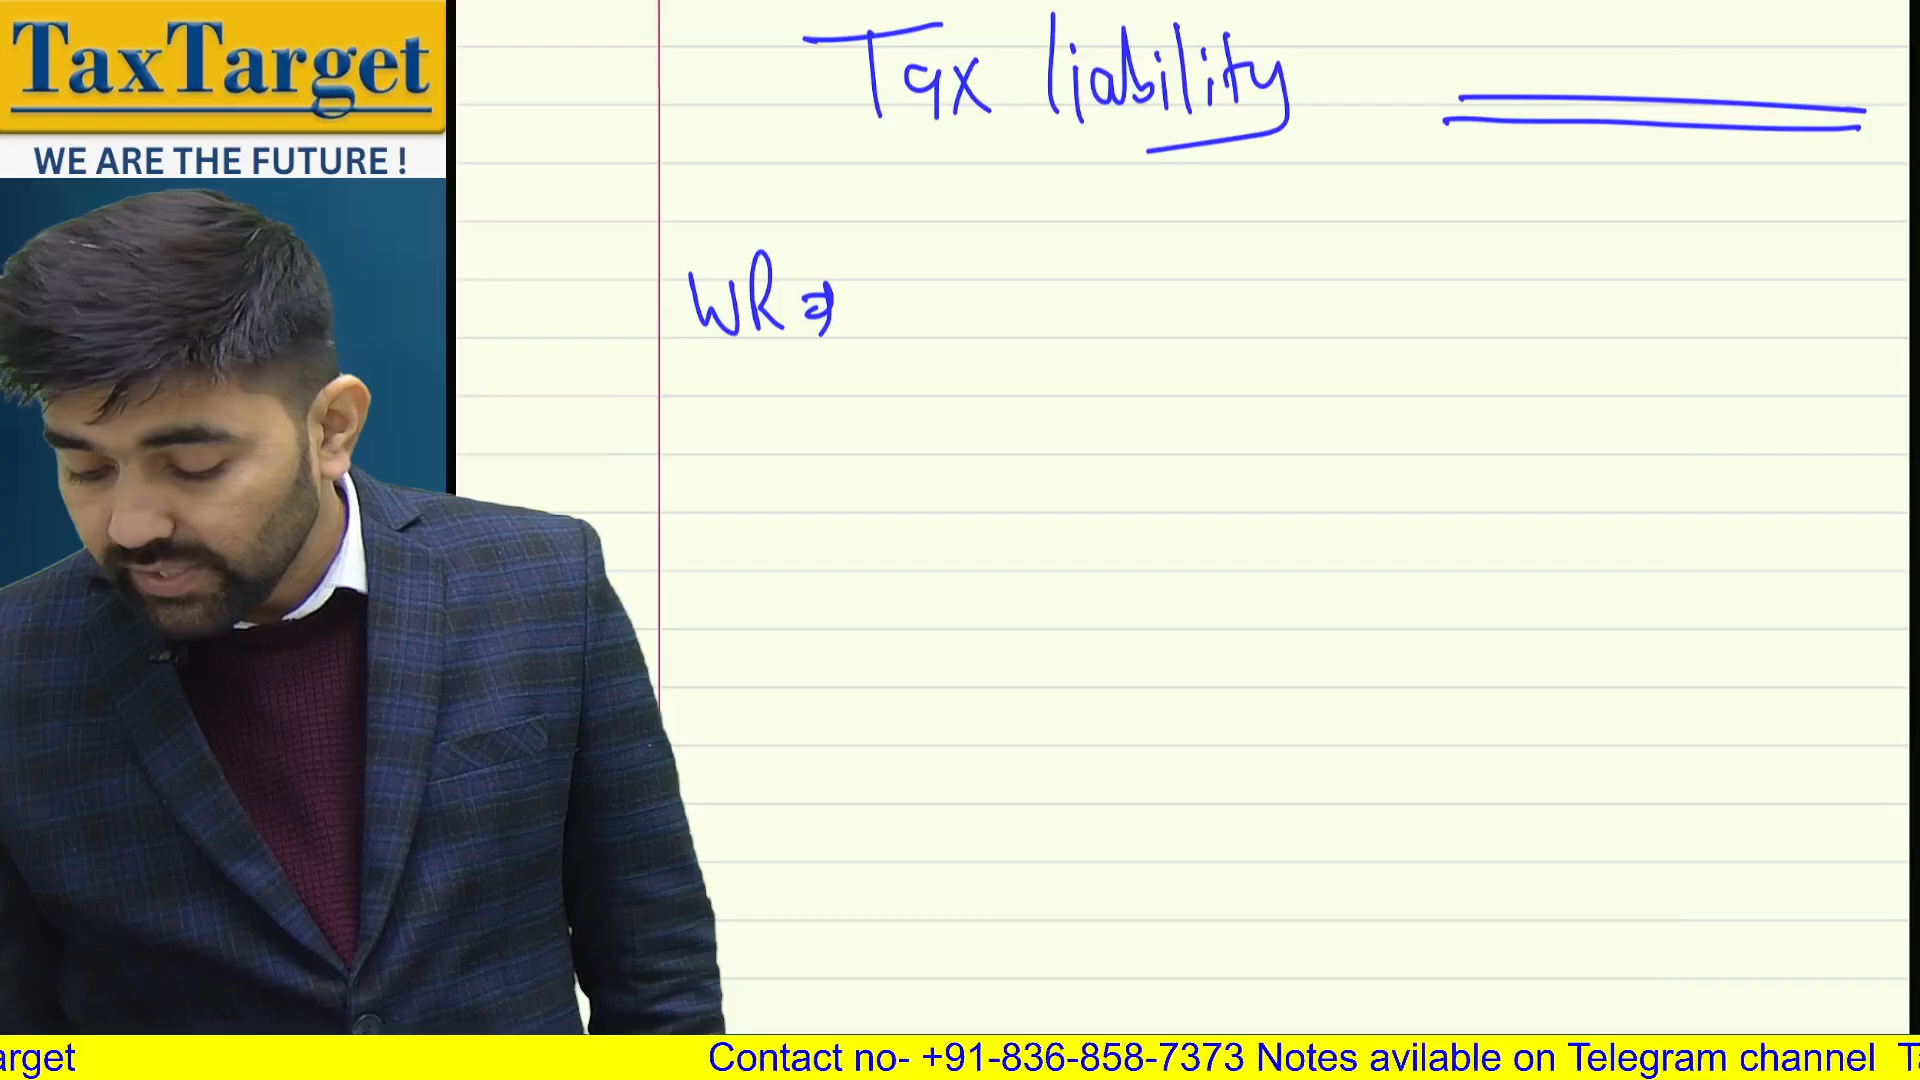 TaxTarget
WE ARE THE FUTURE !
Tax liability
WR ⇒
arget Contact no- +91-836-858-7373 Notes avilable on Telegram channel T